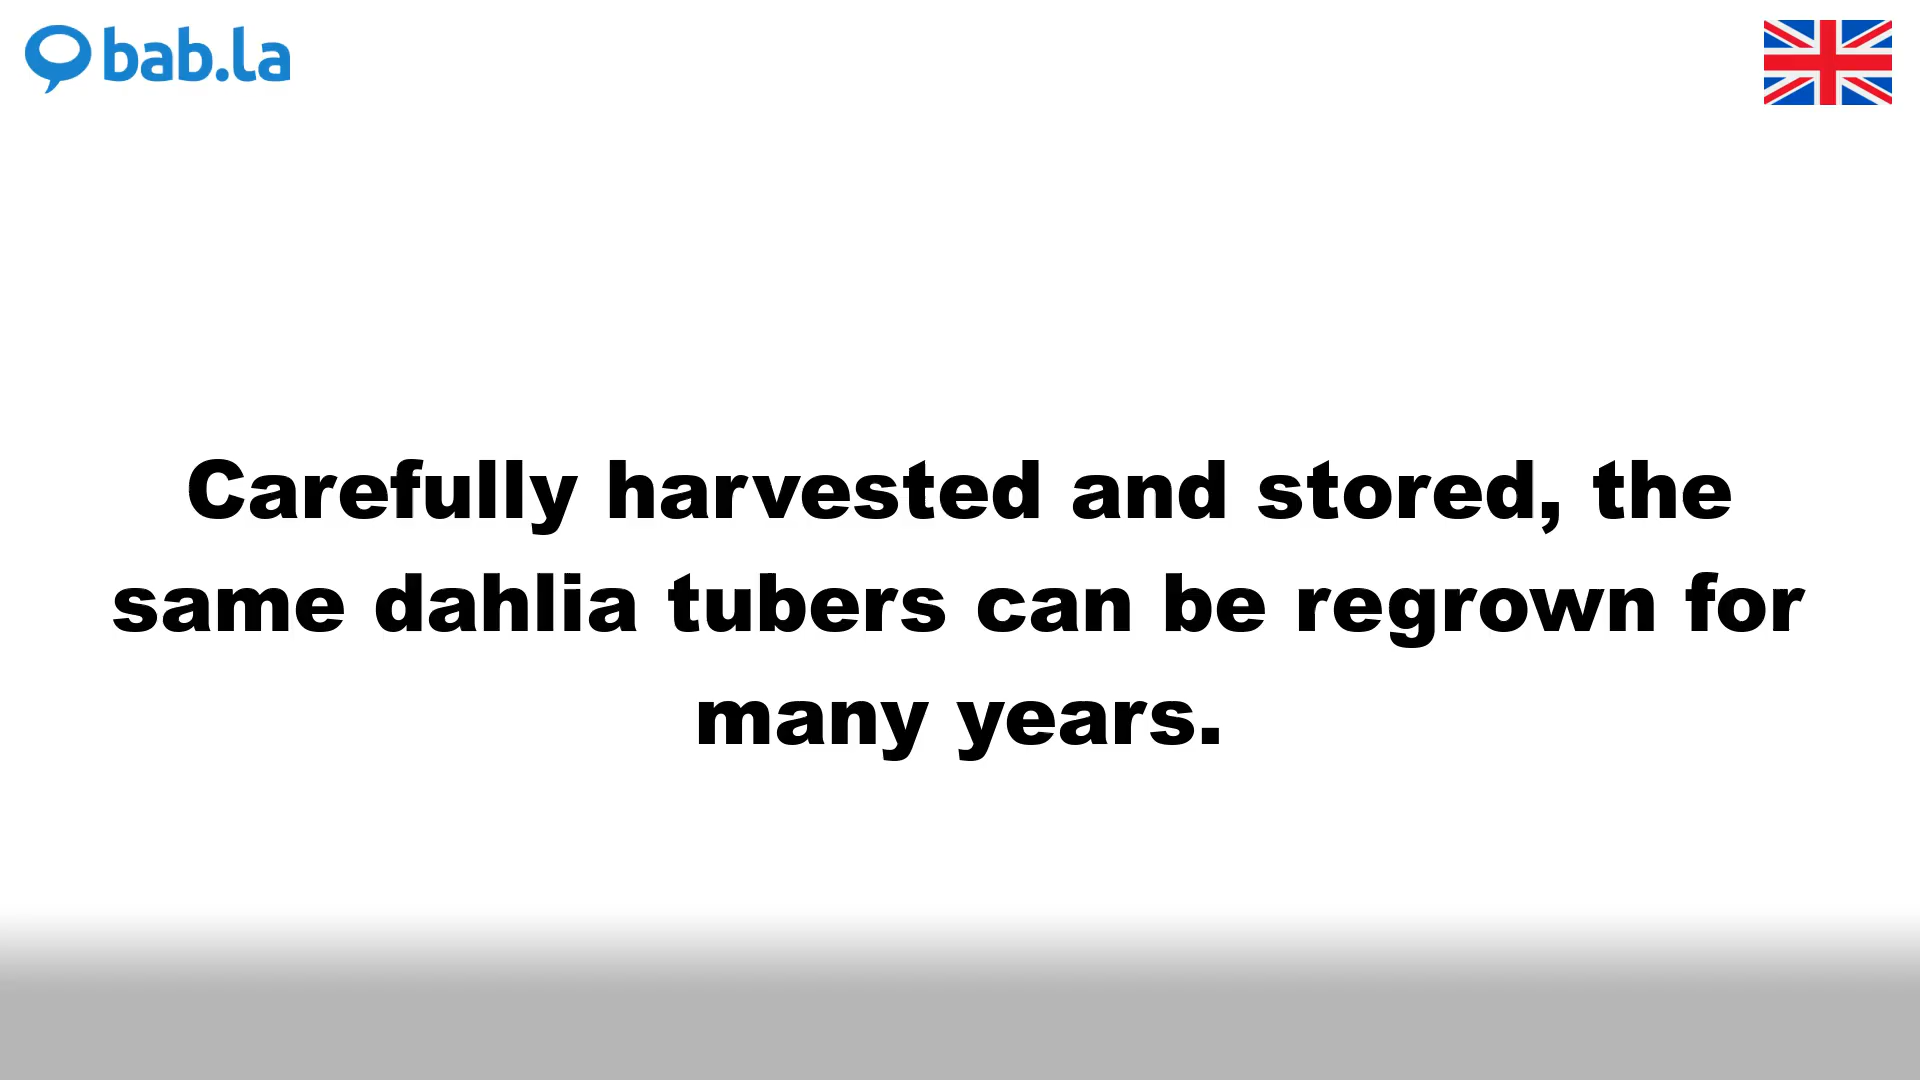 bab.la
Carefully harvested and stored, the
same dahlia tubers can be regrown for
many years.